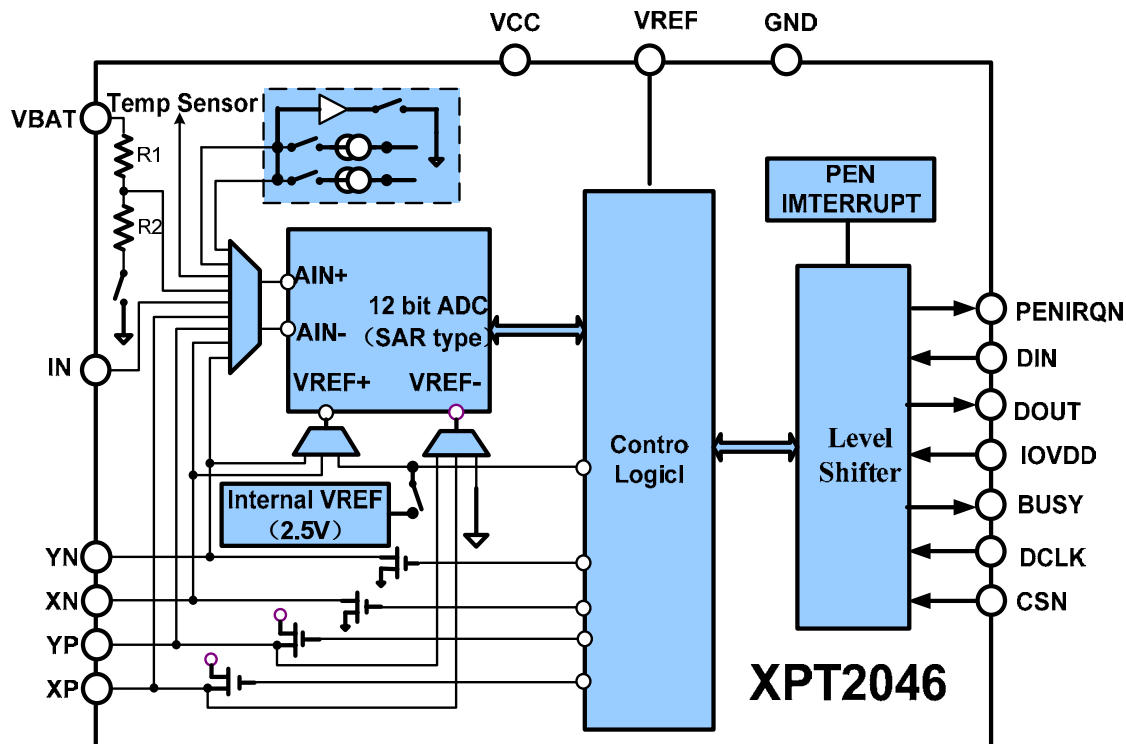 VCC
VREF
GND
VBAT
Temp Sensor
R1
R2
PEN
IMTERRUPT
AIN+
12 bit ADC
AIN-
（SAR type）
VREF+
VREF-
IN
PENIRQN
DIN
DOUT
IOVDD
BUSY
DCLK
CSN
Contro
Logicl
Level
Shifter
Internal VREF
（2.5V）
YN
XN
YP
XP
XPT2046